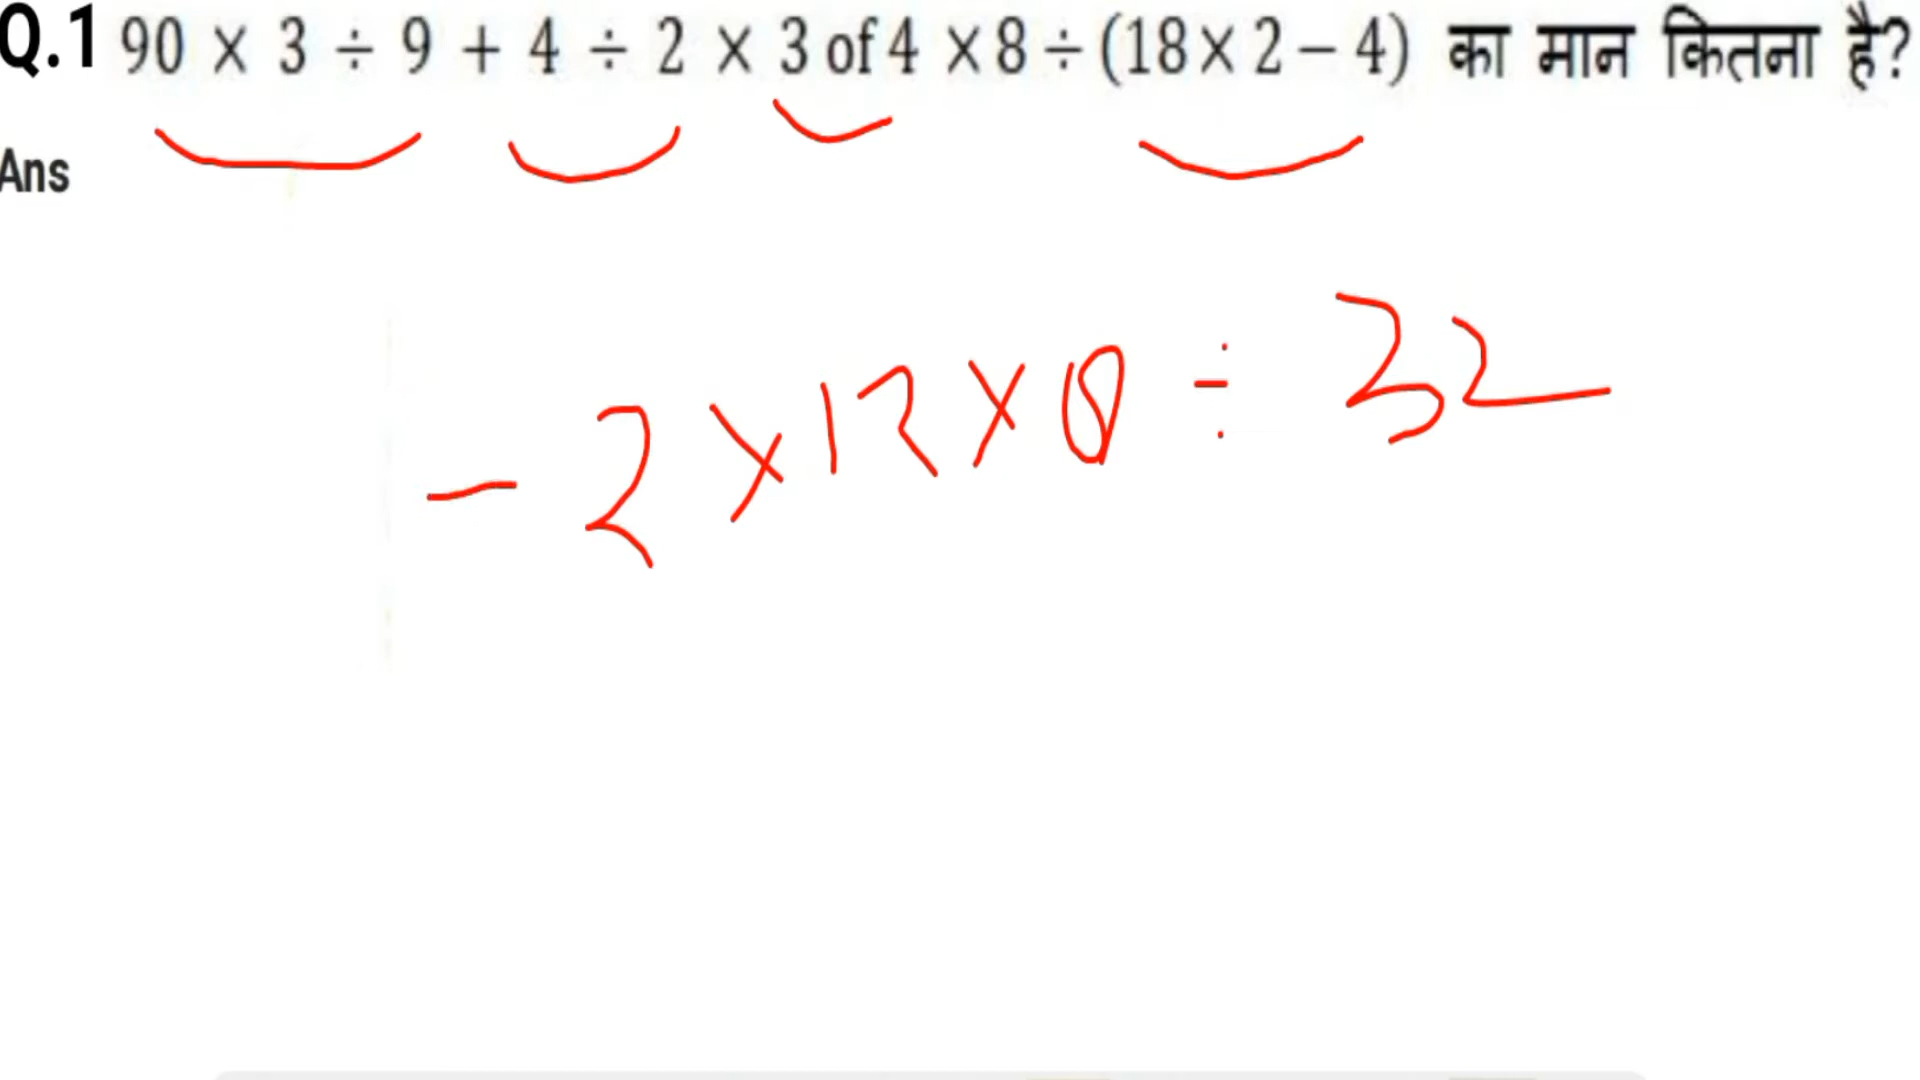 Q.1 90 × 3 ÷ 9 + 4 ÷ 2 × 3 of 4 × 8 ÷ (18 × 2 − 4) का मान कितना है?
Ans
− 2 × 12 × 8 ÷ 32